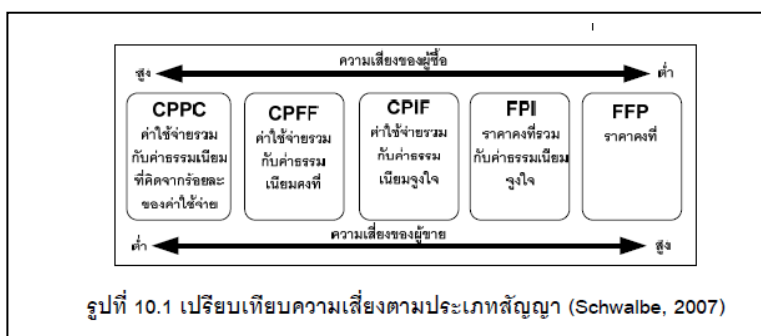 ความเสี่ยงของผู้ซื้อ
สูง
ต่ำ
CPPC
ค่าใช้จ่ายรวม
กับค่าธรรมเนียม
ที่คิดจากร้อยละ
ของค่าใช้จ่าย
CPFF
ค่าใช้จ่ายรวม
กับค่าธรรม
เนียมคงที่
CPIF
ค่าใช้จ่ายรวม
กับค่าธรรม
เนียมจูงใจ
FPI
ราคาคงที่รวม
กับค่าธรรมเนียม
จูงใจ
FFP
ราคาคงที่
ความเสี่ยงของผู้ขาย
ต่ำ
สูง
รูปที่ 10.1 เปรียบเทียบความเสี่ยงตามประเภทสัญญา (Schwalbe, 2007)